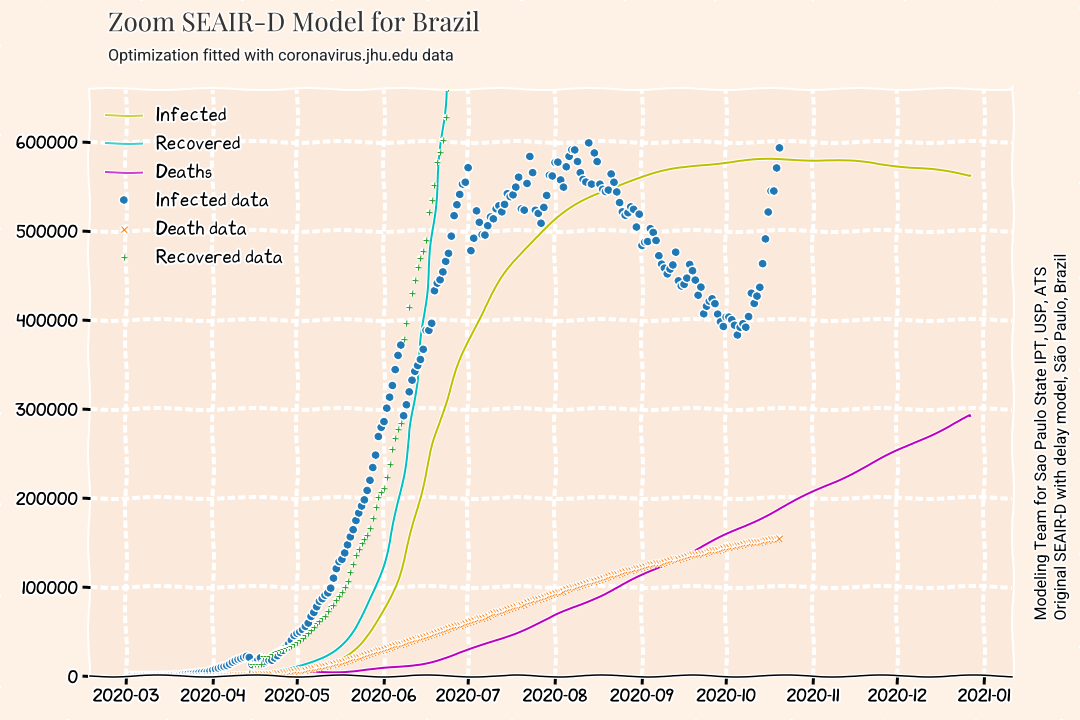 Zoom SEAIR-D Model for Brazil
Optimization fitted with coronavirus.jhu.edu data
Infected
Recovered
Deaths
Infected data
Death data
Recovered data
600000
500000
400000
300000
200000
100000
0
2020-03 2020-04 2020-05 2020-06 2020-07 2020-08 2020-09 2020-10 2020-11 2020-12 2021-01
Modeling Team for Sao Paulo State IPT, USP, ATS
Original SEAIR-D with delay model, São Paulo, Brazil